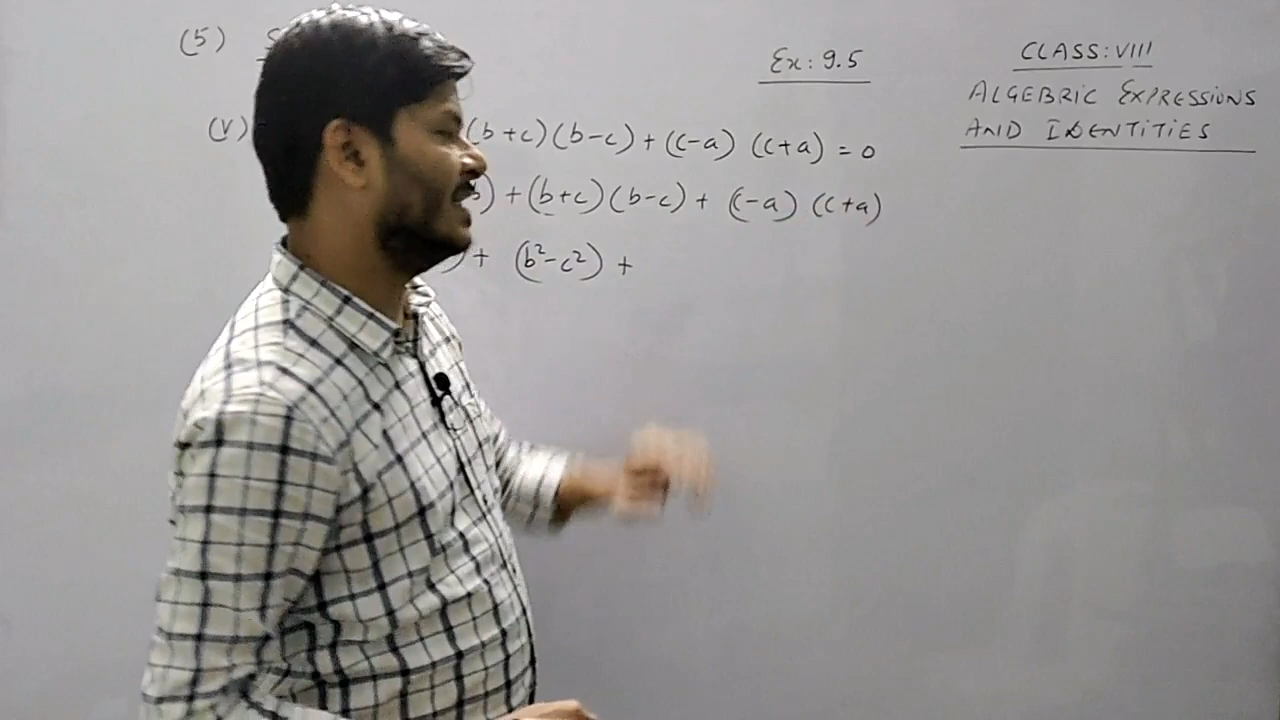 (5)
Ex: 9.5
CLASS: VIII
ALGEBRIC EXPRESSIONS
AND IDENTITIES
(V) (b+c)(b-c) + (c-a) (c+a) = 0
) + (b+c)(b-c) + (c-a) (c+a)
) + (b²-c²) +